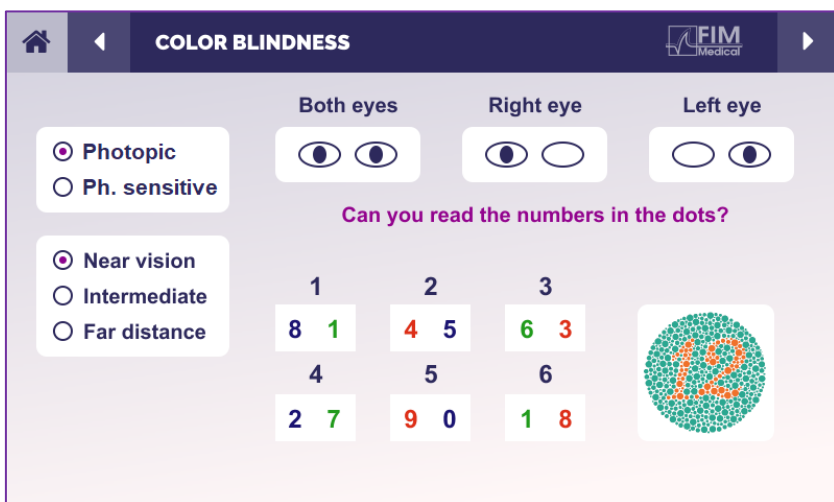 COLOR BLINDNESS
FIM
Medical
Both eyes Right eye Left eye
Photopic
Ph. sensitive
Can you read the numbers in the dots?
Near vision
Intermediate
Far distance
1 2 3
8 1 4 5 6 3
4 5 6
2 7 9 0 1 8
12